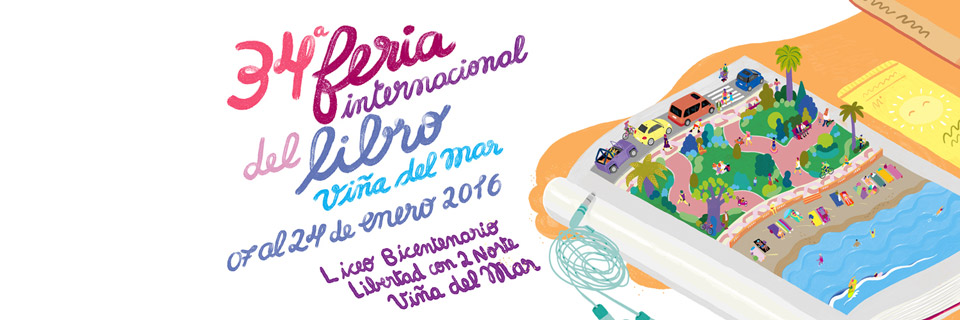 34ª feria
internacional
del libro
Viña del Mar
07 al 24 de enero 2016
Liceo Bicentenario
Libertad con 2 Norte
Viña del Mar